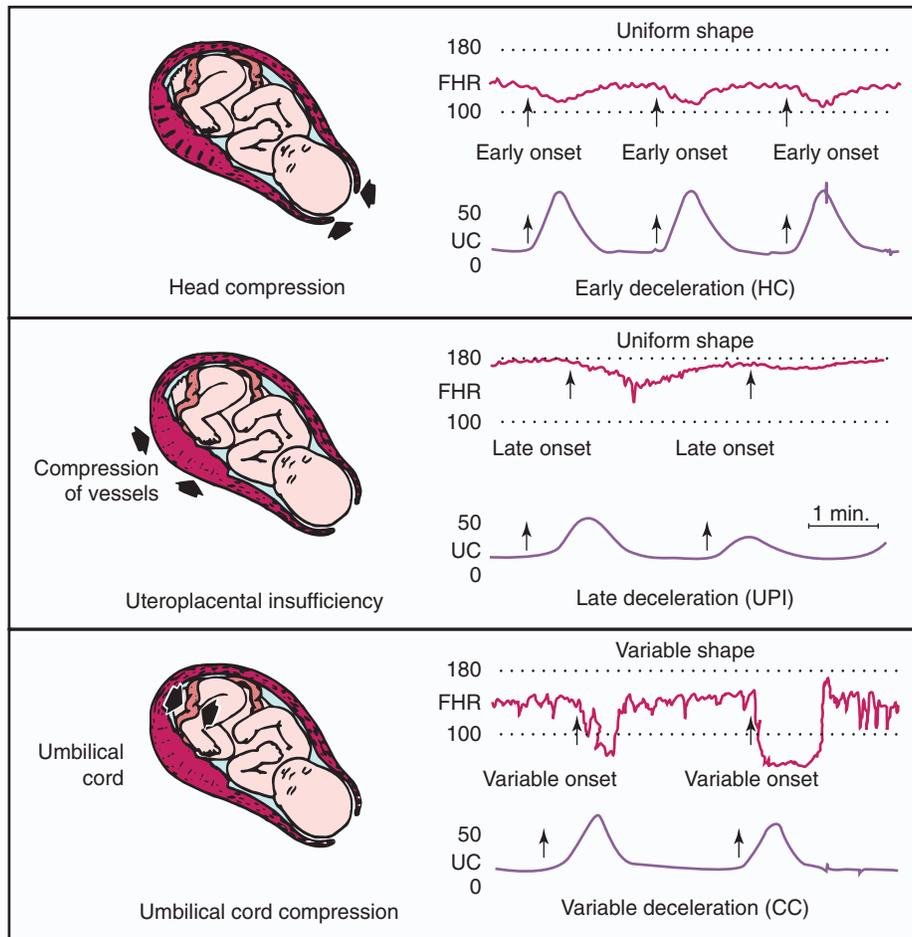 Uniform shape
180
FHR
100
Early onset Early onset Early onset
50
UC
0
Head compression
Early deceleration (HC)
Uniform shape
180
FHR
100
Late onset Late onset
Compression
of vessels
1 min.
50
UC
0
Uteroplacental insufficiency
Late deceleration (UPI)
Variable shape
180
FHR
100
Umbilical
cord
Variable onset Variable onset
50
UC
0
Umbilical cord compression
Variable deceleration (CC)